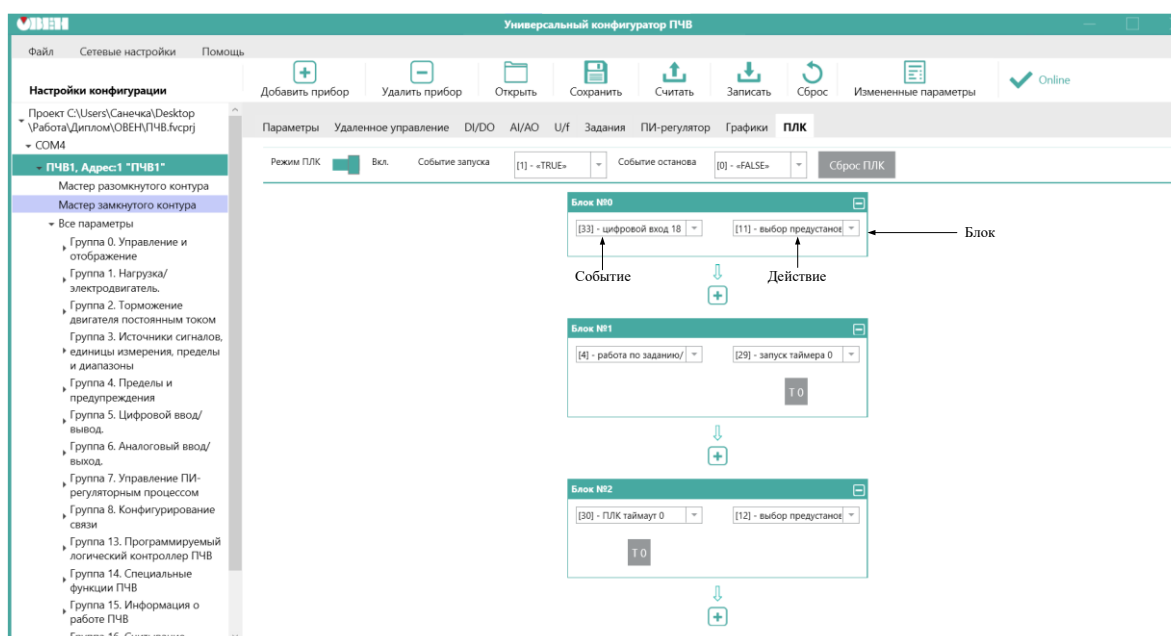 ОВЕН
Универсальный конфигуратор ПЧВ
Файл Сетевые настройки Помощь
Настройки конфигурации
Добавить прибор Удалить прибор Открыть Сохранить Считать Записать Сброс Измененные параметры Online
Проект C:\Users\Санечка\Desktop
\Работа\Диплом\ОВЕН\ПЧВ.fvcprj
COM4
ПЧВ1, Адрес:1 "ПЧВ1"
Мастер разомкнутого контура
Мастер замкнутого контура
Все параметры
Группа 0. Управление и
отображение
Группа 1. Нагрузка/
электродвигатель.
Группа 2. Торможение
двигателя постоянным током
Группа 3. Источники сигналов,
единицы измерения, пределы
и диапазоны
Группа 4. Пределы и
предупреждения
Группа 5. Цифровой ввод/
вывод.
Группа 6. Аналоговый ввод/
выход.
Группа 7. Управление ПИ-
регуляторным процессом
Группа 8. Конфигурирование
связи
Группа 13. Программируемый
логический контроллер ПЧВ
Группа 14. Специальные
функции ПЧВ
Группа 15. Информация о
работе ПЧВ
Группа 16. Считывание
Параметры Удаленное управление DI/DO AI/AO U/f Задания ПИ-регулятор Графики ПЛК
Режим ПЛК Вкл. Событие запуска [1] - «TRUE» Событие останова [0] - «FALSE» Сброс ПЛК
Блок №0
[33] - цифровой вход 18 [11] - выбор предустанов
Блок
Событие Действие
Блок №1
[4] - работа по заданию/ [29] - запуск таймера 0
T 0
Блок №2
[30] - ПЛК таймаут 0 [12] - выбор предустанов
T 0